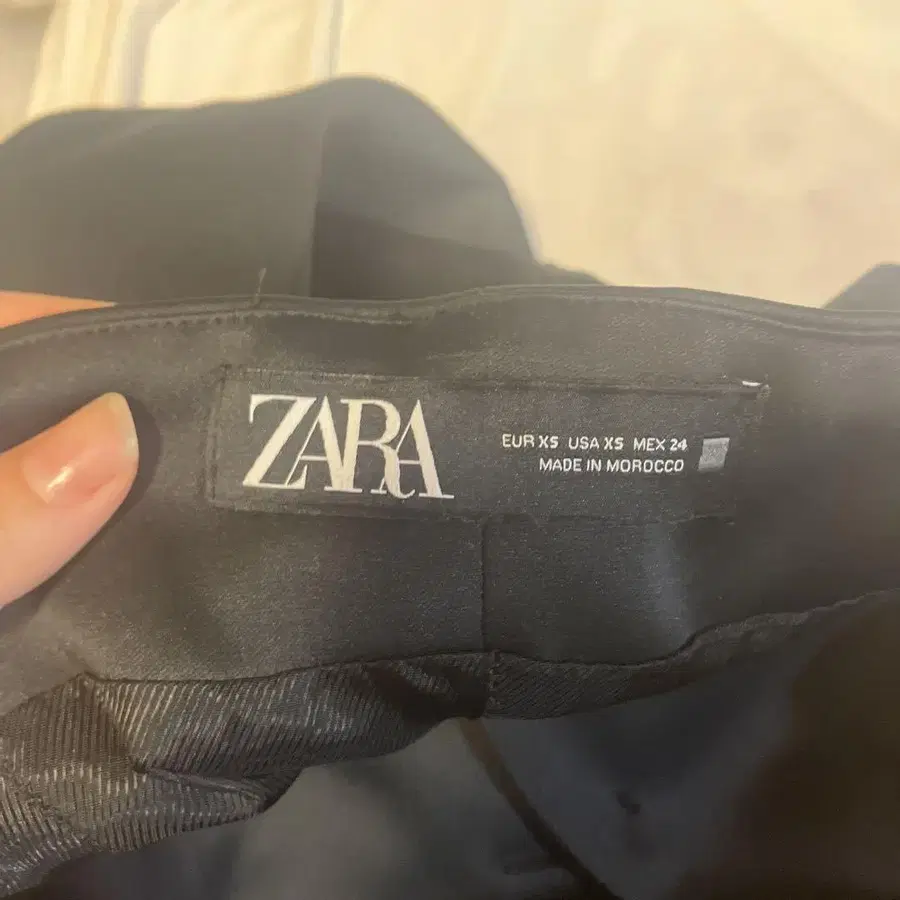 ZARA
EUR XS USA XS MEX 24
MADE IN MOROCCO